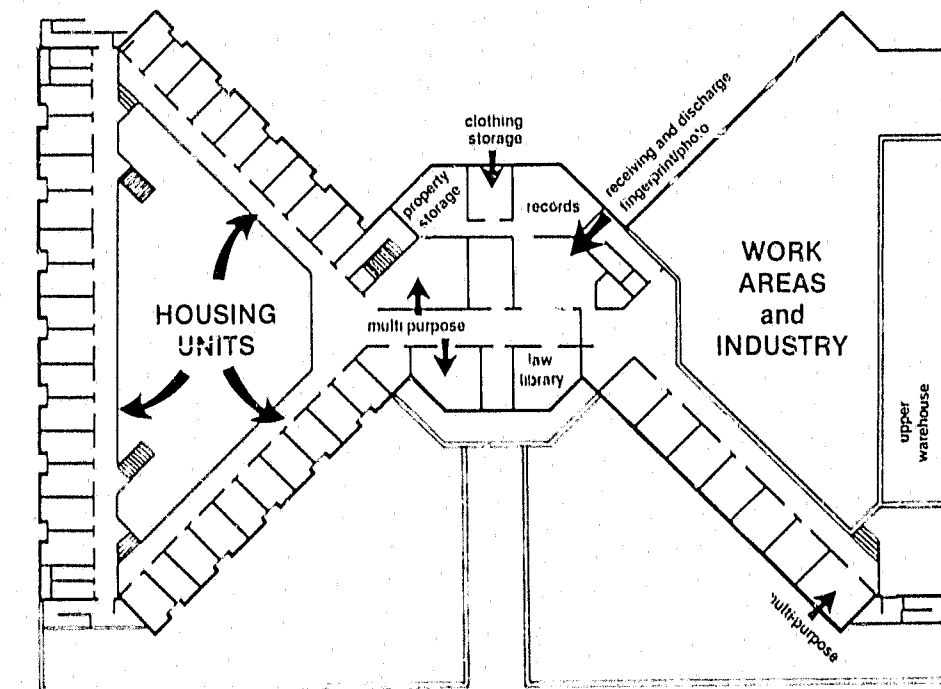 clothing
storage
receiving and discharge
fingerprint/photo
property
storage
records
WORK
AREAS
and
INDUSTRY
HOUSING
UNITS
multi purpose
law
library
upper
warehouse
multi-purpose